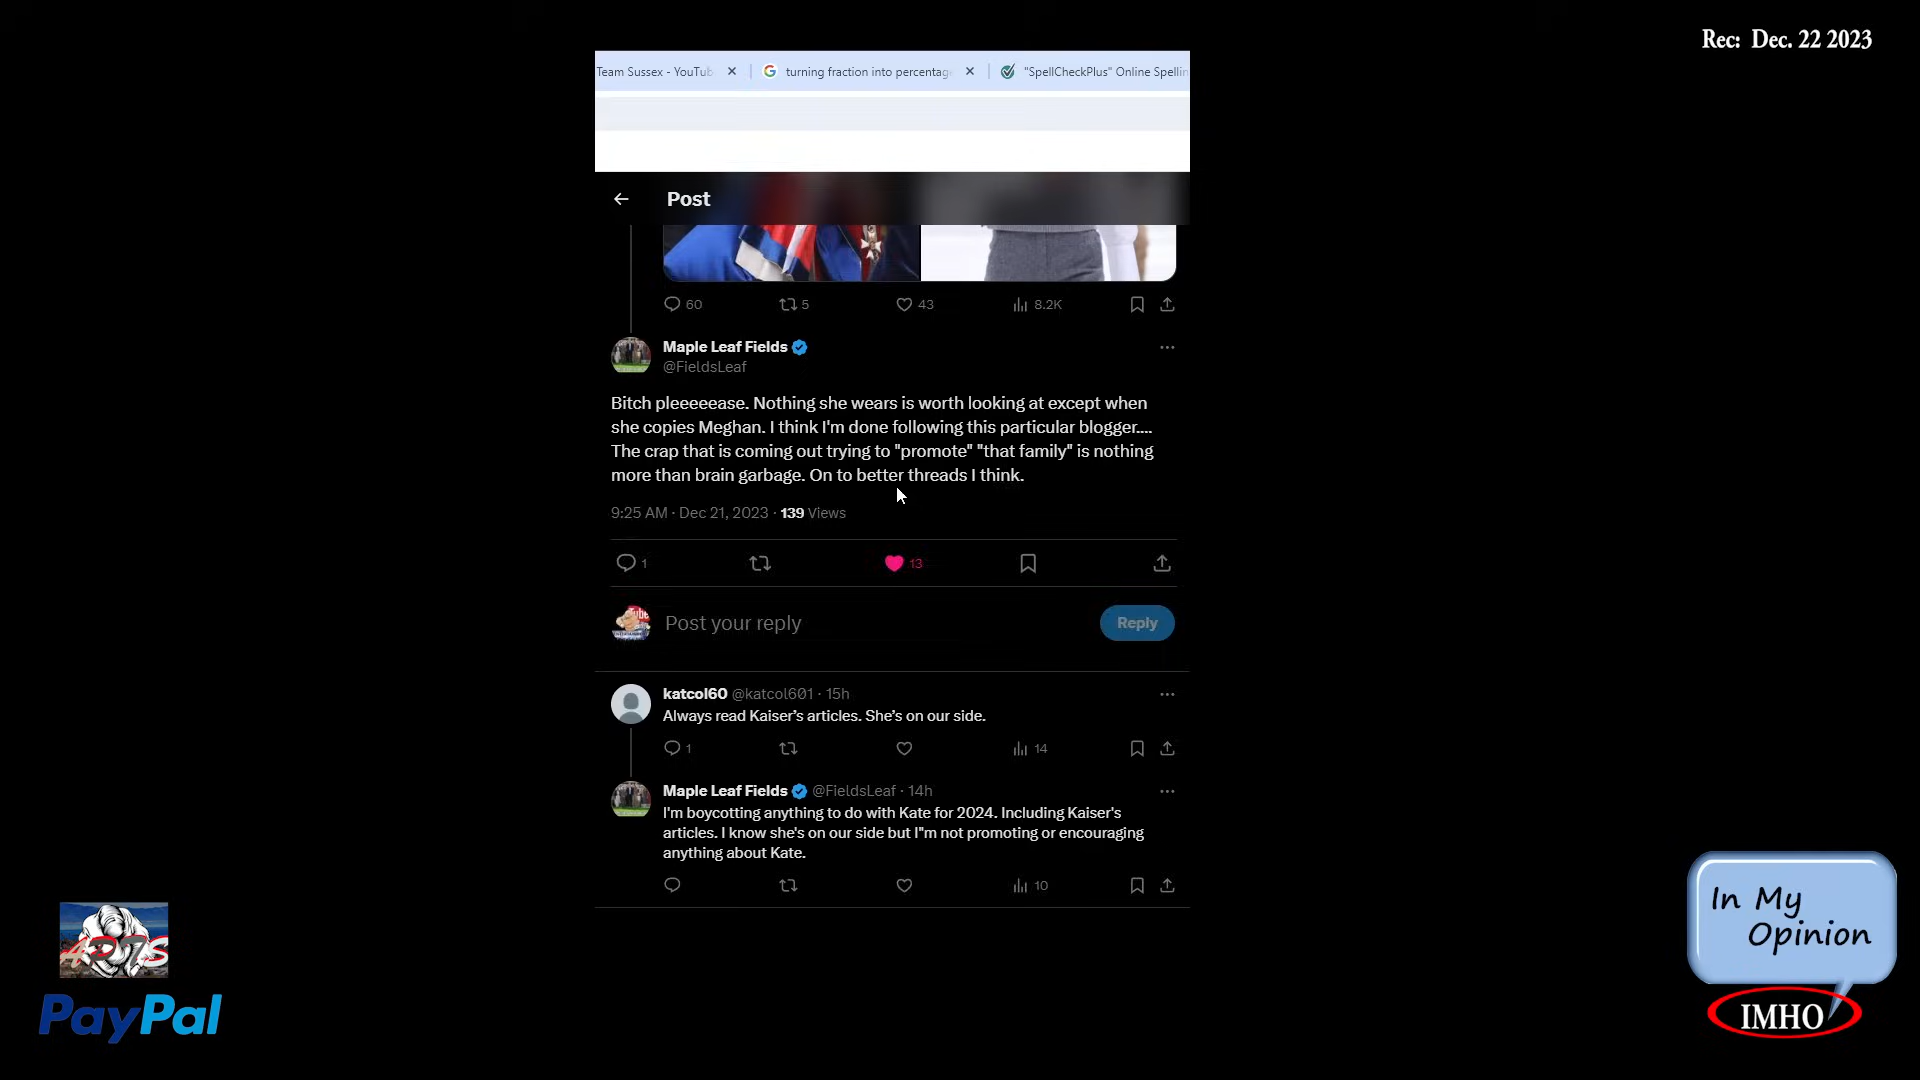 Rec: Dec. 22 2023
Team Sussex - YouTub
turning fraction into percentag
"SpellCheckPlus" Online Spellin
Post
60 5 43 8.2K
Maple Leaf Fields
@FieldsLeaf
Bitch pleeeeease. Nothing she wears is worth looking at except when
she copies Meghan. I think I'm done following this particular blogger....
The crap that is coming out trying to "promote" "that family" is nothing
more than brain garbage. On to better threads I think.
9:25 AM · Dec 21, 2023 · 139 Views
1 13
Post your reply
Reply
katcol60 @katcol601 · 15h
Always read Kaiser’s articles. She’s on our side.
1 14
Maple Leaf Fields @FieldsLeaf · 14h
I'm boycotting anything to do with Kate for 2024. Including Kaiser's
articles. I know she's on our side but I"m not promoting or encouraging
anything about Kate.
10
PayPal
In My
Opinion
IMHO